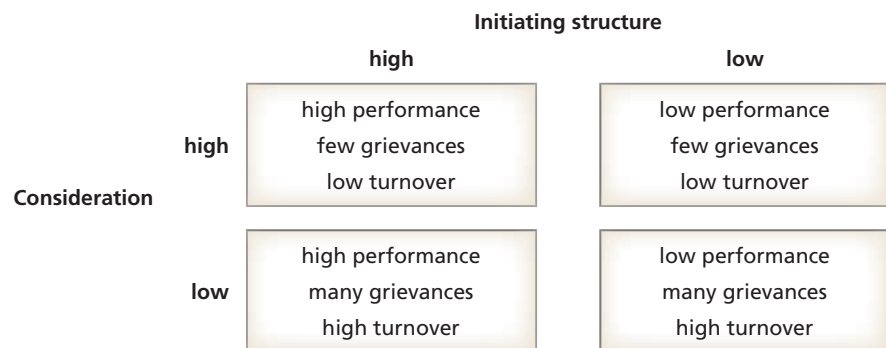 Initiating structure
high low
high performance low performance
high few grievances few grievances
low turnover low turnover
Consideration
high performance low performance
low many grievances many grievances
high turnover high turnover